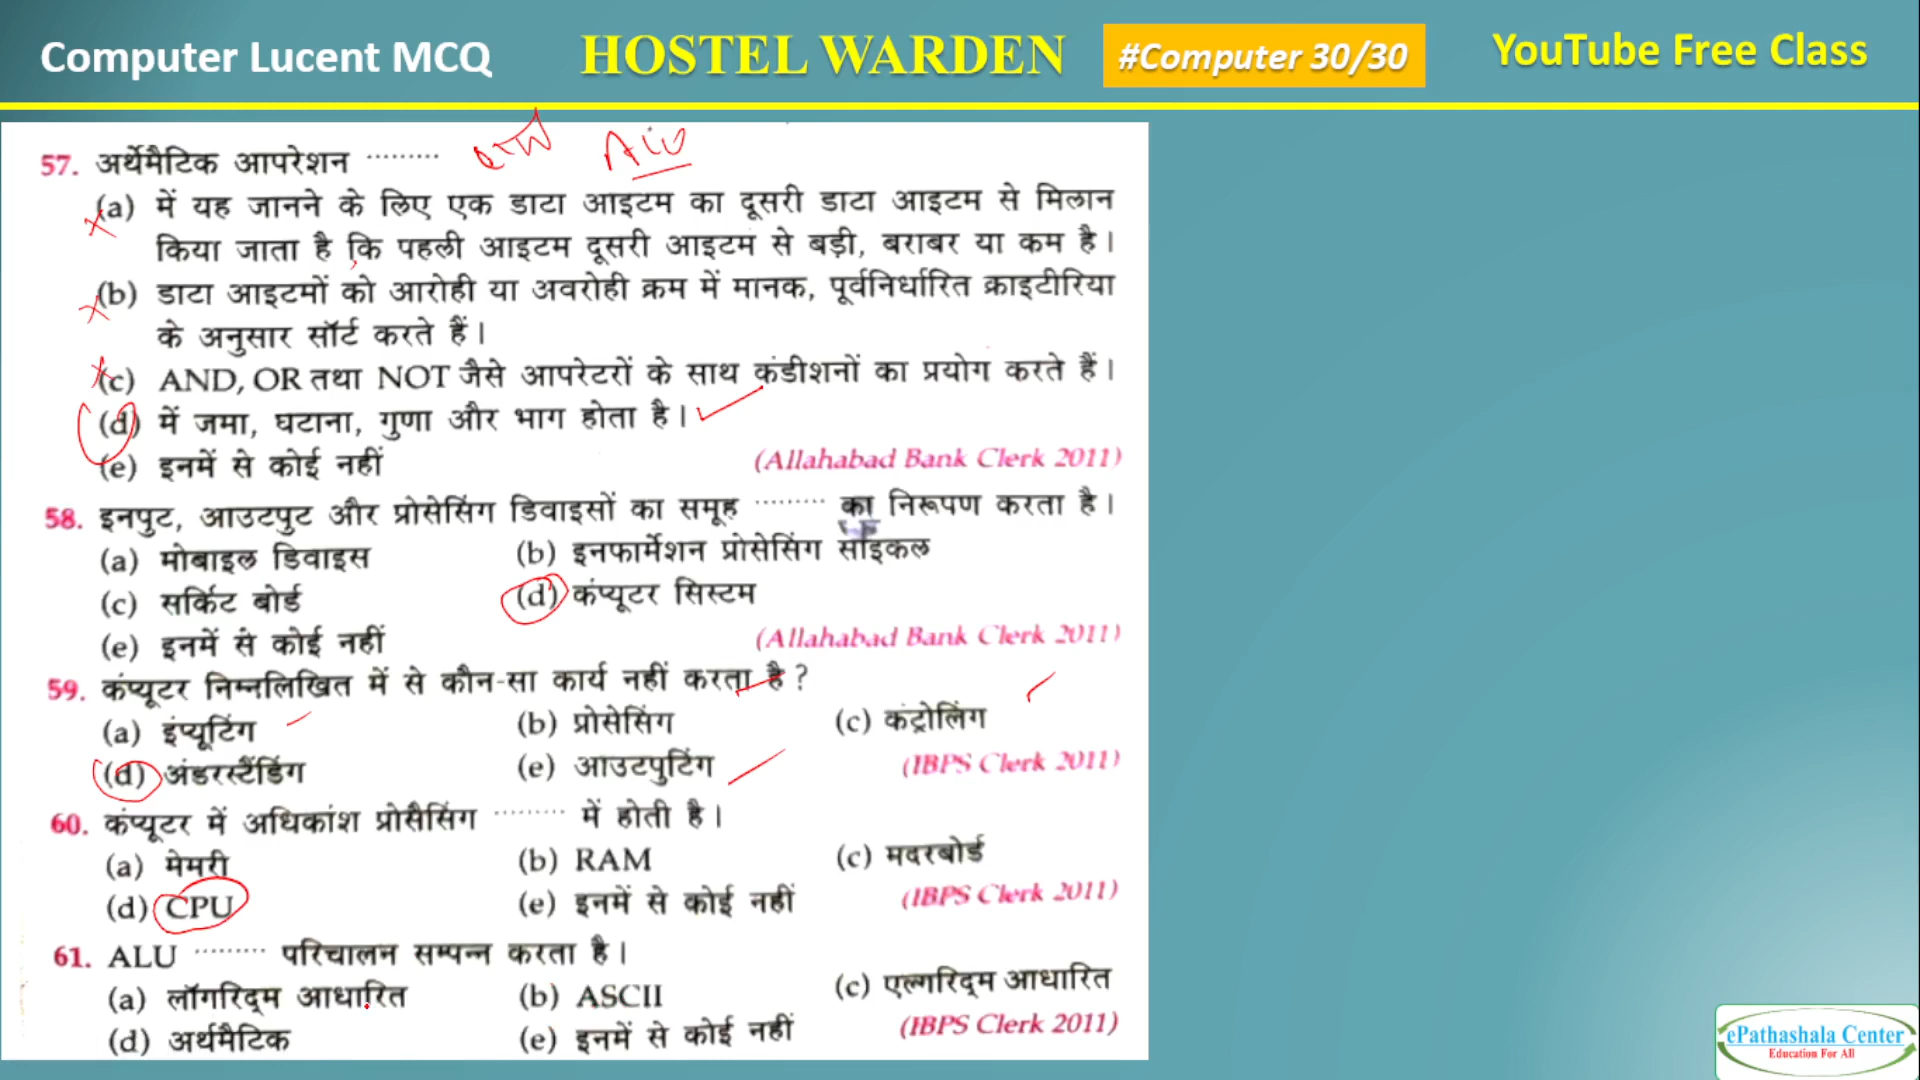 Computer Lucent MCQ HOSTEL WARDEN #Computer 30/30 YouTube Free Class
ALU
57. अर्थेमैटिक आपरेशन ·········
(a) में यह जानने के लिए एक डाटा आइटम का दूसरी डाटा आइटम से मिलान
किया जाता है कि पहली आइटम दूसरी आइटम से बड़ी, बराबर या कम है।
(b) डाटा आइटमों को आरोही या अवरोही क्रम में मानक, पूर्वनिर्धारित क्राइटीरिया
के अनुसार सॉर्ट करते हैं।
(c) AND, OR तथा NOT जैसे आपरेटरों के साथ कंडीशनों का प्रयोग करते हैं।
(d) में जमा, घटाना, गुणा और भाग होता है।
(e) इनमें से कोई नहीं (Allahabad Bank Clerk 2011)
58. इनपुट, आउटपुट और प्रोसेसिंग डिवाइसों का समूह ········· का निरूपण करता है।
(a) मोबाइल डिवाइस (b) इनफार्मेशन प्रोसेसिंग साइकल
(c) सर्किट बोर्ड (d) कंप्यूटर सिस्टम
(e) इनमें से कोई नहीं (Allahabad Bank Clerk 2011)
59. कंप्यूटर निम्नलिखित में से कौन-सा कार्य नहीं करता है?
(a) इंप्यूटिंग (b) प्रोसेसिंग (c) कंट्रोलिंग
(d) अंडरस्टैंडिंग (e) आउटपुटिंग (IBPS Clerk 2011)
60. कंप्यूटर में अधिकांश प्रोसैसिंग ········· में होती है।
(a) मेमरी (b) RAM (c) मदरबोर्ड
(d) CPU (e) इनमें से कोई नहीं (IBPS Clerk 2011)
61. ALU ········· परिचालन सम्पन्न करता है।
(a) लॉगरिद्म आधारित (b) ASCII (c) एल्गरिद्म आधारित
(d) अर्थमैटिक (e) इनमें से कोई नहीं (IBPS Clerk 2011)
ePathashala Center
Education For All